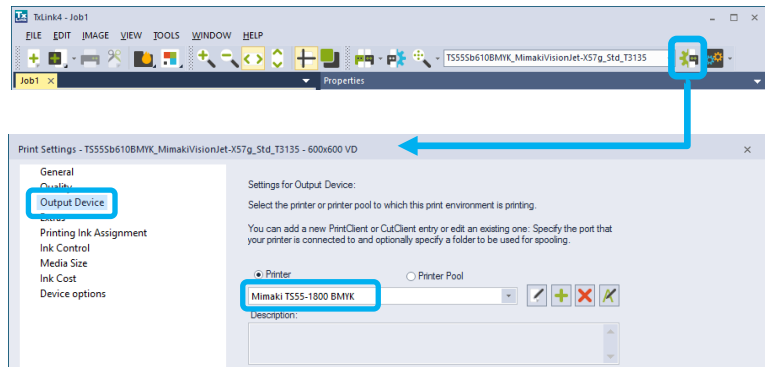 TxLink4 - Job1
FILE EDIT IMAGE VIEW TOOLS WINDOW HELP
TS55Sb610BMYK_MimakiVisionJet-X57g_Std_T3135
Job1
Properties
Print Settings - TS555b610BMYK_MimakiVisionJet-X57g_Std_T3135 - 600x600 VD
General
Quality
Output Device
Extras
Printing Ink Assignment
Ink Control
Media Size
Ink Cost
Device options
Settings for Output Device:
Select the printer or printer pool to which this print environment is printing.
You can add a new PrintClient or CutClient entry or edit an existing one: Specify the port that
your printer is connected to and optionally specify a folder to be used for spooling.
Printer
Printer Pool
Mimaki TS55-1800 BMYK
Description: